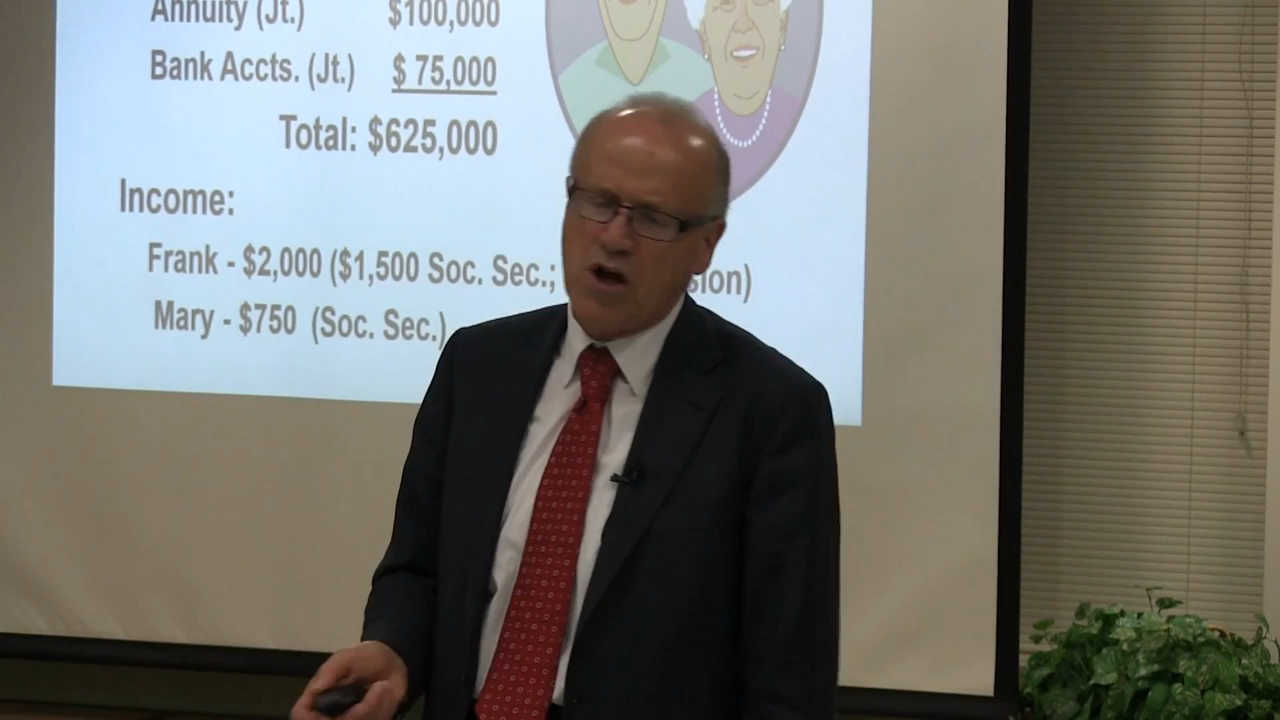 Annuity (Jt.) $100,000
Bank Accts. (Jt.) $ 75,000
Total: $625,000
Income:
Frank - $2,000 ($1,500 Soc. Sec.; sion)
Mary - $750 (Soc. Sec.)